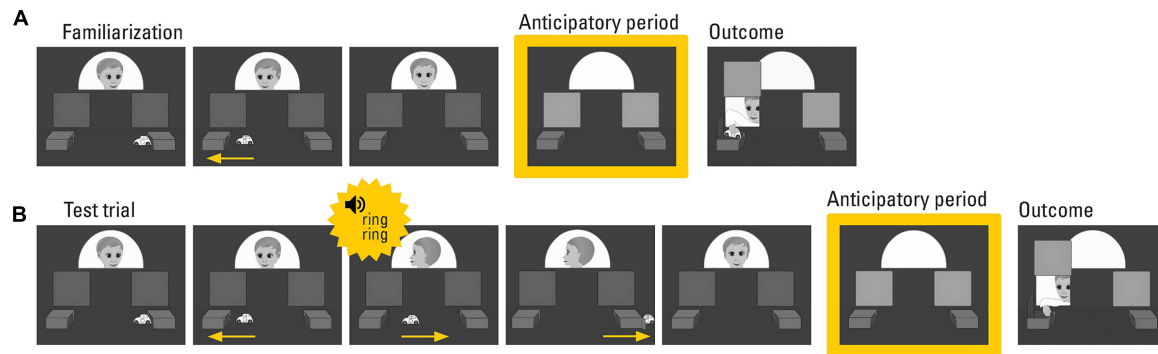 A
Familiarization
Anticipatory period
Outcome
B
Test trial
ring
ring
Anticipatory period
Outcome